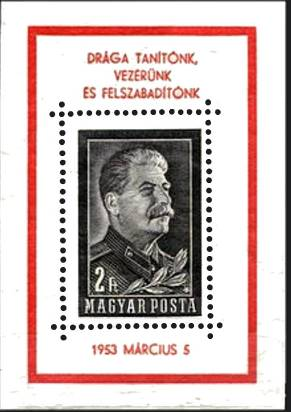 DRÁGA TANÍTÓNK,
VEZÉRÜNK
ÉS FELSZABADÍTÓNK
2 Ft
MAGYAR POSTA
1953 MÁRCIUS 5